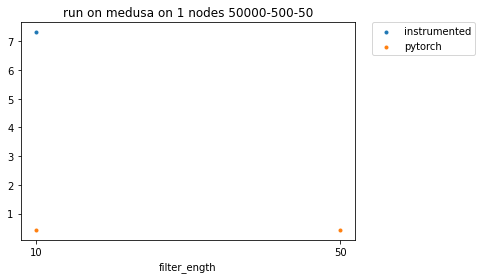 run on medusa on 1 nodes 50000-500-50
instrumented
pytorch
7
6
5
4
3
2
1
10
50
filter_ength